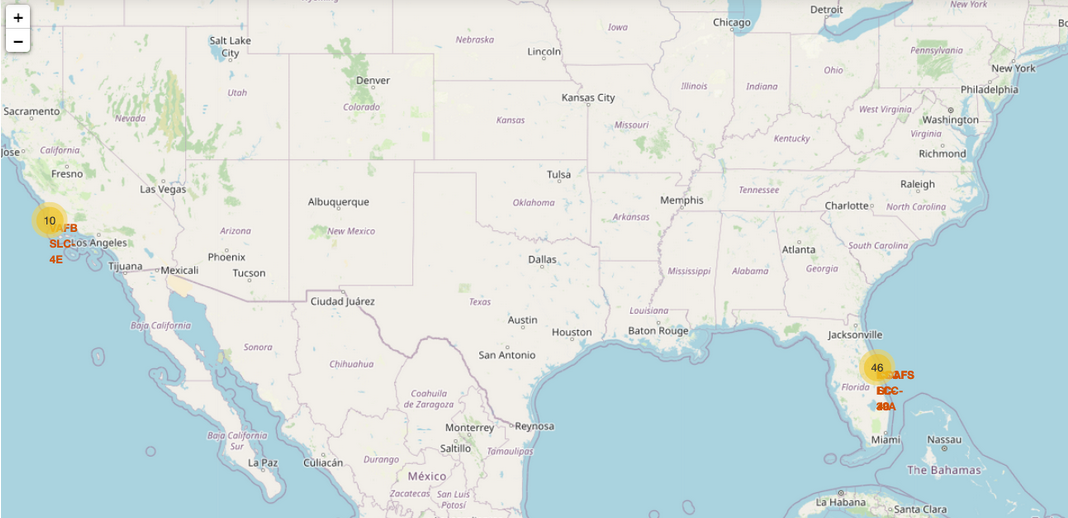 +
−
Salt Lake
City
Nebraska
Lincoln
Iowa
Chicago
Detroit
New York
Pennsylvania
New York
Philadelphia
Denver
Utah
Colorado
Kansas City
Illinois
Indiana
Ohio
West Virginia
Washington
Virginia
Sacramento
Nevada
California
Jose
Kansas
Missouri
Kentucky
Richmond
Fresno
Las Vegas
Albuquerque
Tulsa
Oklahoma
Memphis
Tennessee
Raleigh
Charlotte
North Carolina
10
VAFB
SLC-
4E
Los Angeles
Arizona
New Mexico
Arkansas
Atlanta
South Carolina
Phoenix
Tucson
Tijuana
Mexicali
Dallas
Mississippi
Alabama
Georgia
Ciudad Juárez
Texas
Louisiana
Baja California
Sonora
Chihuahua
Austin
Houston
Baton Rouge
San Antonio
Jacksonville
46
Florida
Coahuila
de Zaragoza
Baja California
Sur
Monterrey
Reynosa
Saltillo
Tamaulipas
Miami
Nassau
La Paz
Culiacán
Durango
México
Zacatecas
San Luis
Potosí
The Bahamas
La Habana
Santa Clara